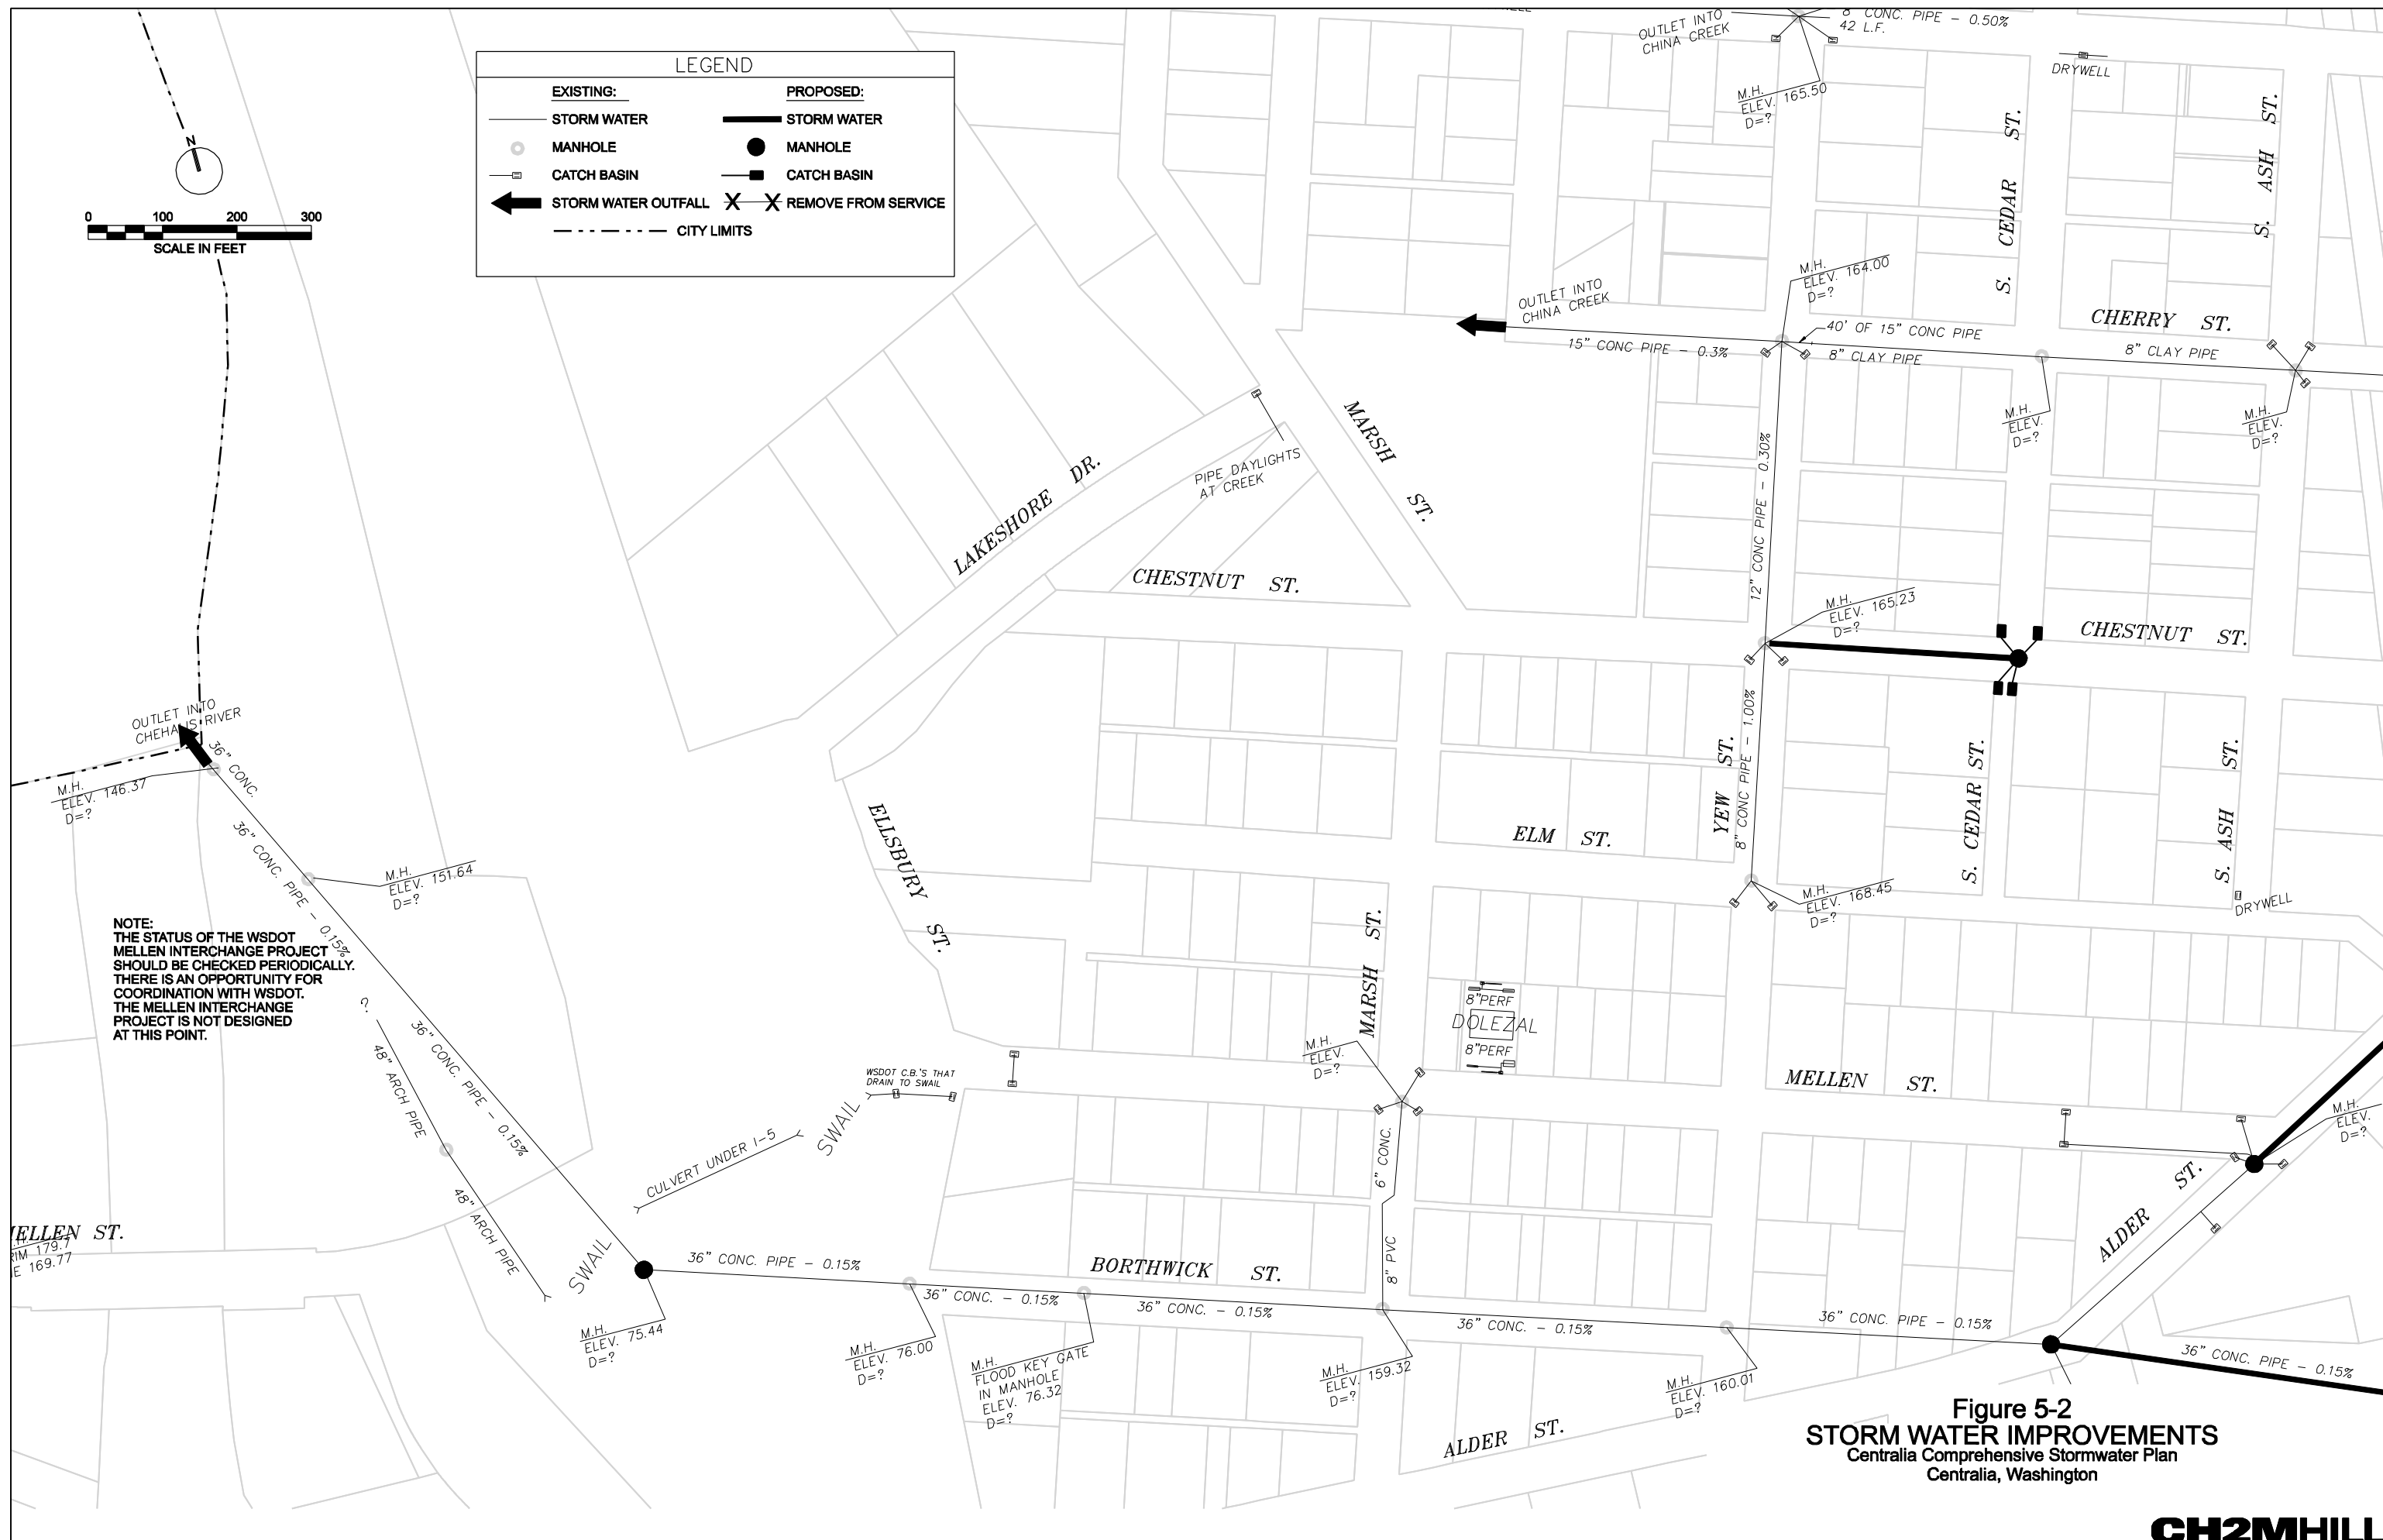 LEGEND
EXISTING:
PROPOSED:
STORM WATER
STORM WATER
MANHOLE
MANHOLE
CATCH BASIN
CATCH BASIN
STORM WATER OUTFALL
X X REMOVE FROM SERVICE
CITY LIMITS
N
0 100 200 300
SCALE IN FEET
OUTLET INTO
CHINA CREEK
8" CONC. PIPE - 0.50%
42 L.F.
M.H.
ELEV. 165.50
D=?
DRYWELL
S. CEDAR ST.
S. ASH ST.
M.H.
ELEV. 164.00
D=?
OUTLET INTO
CHINA CREEK
15" CONC PIPE - 0.3%
40' OF 15" CONC PIPE
8" CLAY PIPE
CHERRY ST.
8" CLAY PIPE
M.H.
ELEV.
D=?
M.H.
ELEV.
D=?
MARSH ST.
PIPE DAYLIGHTS
AT CREEK
LAKESHORE DR.
12" CONC PIPE - 0.30%
CHESTNUT ST.
M.H.
ELEV. 165.23
D=?
CHESTNUT ST.
OUTLET INTO
CHEHALIS RIVER
36" CONC.
M.H.
ELEV. 146.37
D=?
36" CONC. PIPE - 0.15%
M.H.
ELEV. 151.64
D=?
ELLSBURY ST.
ELM ST.
YEW ST.
8" CONC PIPE - 1.00%
S. CEDAR ST.
S. ASH ST.
M.H.
ELEV. 168.45
D=?
DRYWELL
NOTE:
THE STATUS OF THE WSDOT
MELLEN INTERCHANGE PROJECT
SHOULD BE CHECKED PERIODICALLY.
THERE IS AN OPPORTUNITY FOR
COORDINATION WITH WSDOT.
THE MELLEN INTERCHANGE
PROJECT IS NOT DESIGNED
AT THIS POINT.
?
48" ARCH PIPE
36" CONC. PIPE - 0.15%
48" ARCH PIPE
MARSH ST.
8"PERF
DOLEZAL
8"PERF
M.H.
ELEV.
D=?
WSDOT C.B.'S THAT
DRAIN TO SWAIL
SWAIL
CULVERT UNDER I-5
SWAIL
MELLEN ST.
M.H.
ELEV.
D=?
6" CONC.
8" PVC
ALDER ST.
MELLEN ST.
RIM 179.7
IE 169.77
36" CONC. PIPE - 0.15%
BORTHWICK ST.
36" CONC. - 0.15%
36" CONC. - 0.15%
36" CONC. - 0.15%
36" CONC. PIPE - 0.15%
36" CONC. PIPE - 0.15%
M.H.
ELEV. 75.44
D=?
M.H.
ELEV. 76.00
D=?
M.H.
FLOOD KEY GATE
IN MANHOLE
ELEV. 76.32
D=?
M.H.
ELEV. 159.32
D=?
M.H.
ELEV. 160.01
D=?
ALDER ST.
Figure 5-2
STORM WATER IMPROVEMENTS
Centralia Comprehensive Stormwater Plan
Centralia, Washington
CH2MHILL